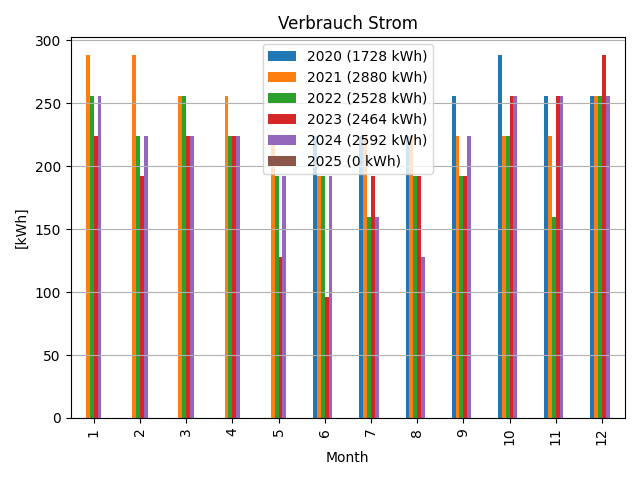 Verbrauch Strom
300
250
200
150
100
50
0
[kWh]
2020 (1728 kWh)
2021 (2880 kWh)
2022 (2528 kWh)
2023 (2464 kWh)
2024 (2592 kWh)
2025 (0 kWh)
1 2 3 4 5 6 7 8 9 10 11 12
Month